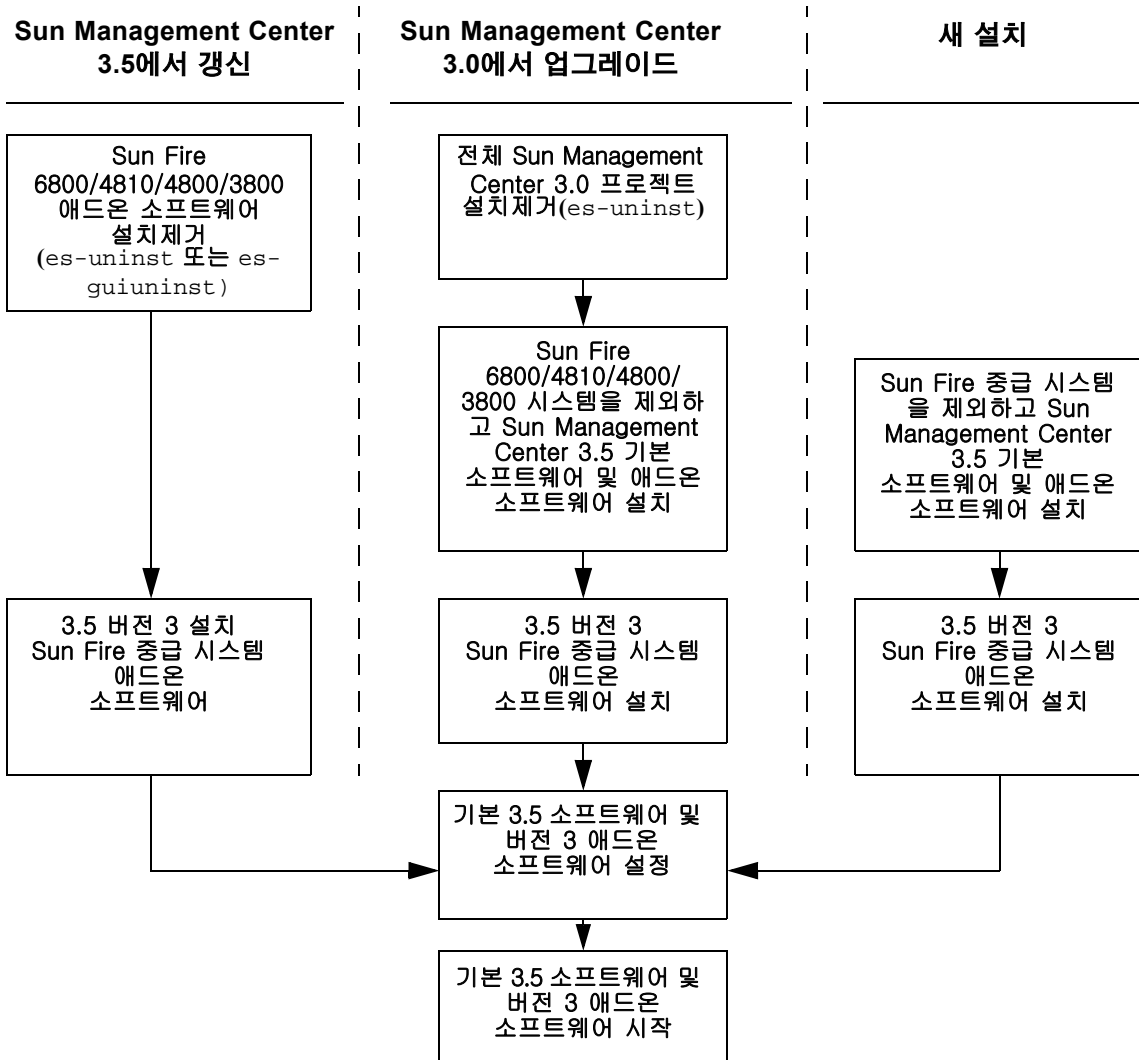 Sun Management Center
3.5에서 갱신
Sun Management Center
3.0에서 업그레이드
새 설치
Sun Fire
6800/4810/4800/3800
애드온 소프트웨어
설치제거
(es-uninst 또는 es-
guiuninst)
전체 Sun Management
Center 3.0 프로젝트
설치제거(es-uninst)
Sun Fire
6800/4810/4800/
3800 시스템을 제외하
고 Sun Management
Center 3.5 기본
소프트웨어 및 애드온
소프트웨어 설치
Sun Fire 중급 시스템
을 제외하고 Sun
Management Center
3.5 기본
소프트웨어 및 애드온
소프트웨어 설치
3.5 버전 3 설치
Sun Fire 중급 시스템
애드온
소프트웨어
3.5 버전 3
Sun Fire 중급 시스템
애드온
소프트웨어 설치
3.5 버전 3
Sun Fire 중급 시스템
애드온
소프트웨어 설치
기본 3.5 소프트웨어 및
버전 3 애드온
소프트웨어 설정
기본 3.5 소프트웨어 및
버전 3 애드온
소프트웨어 시작